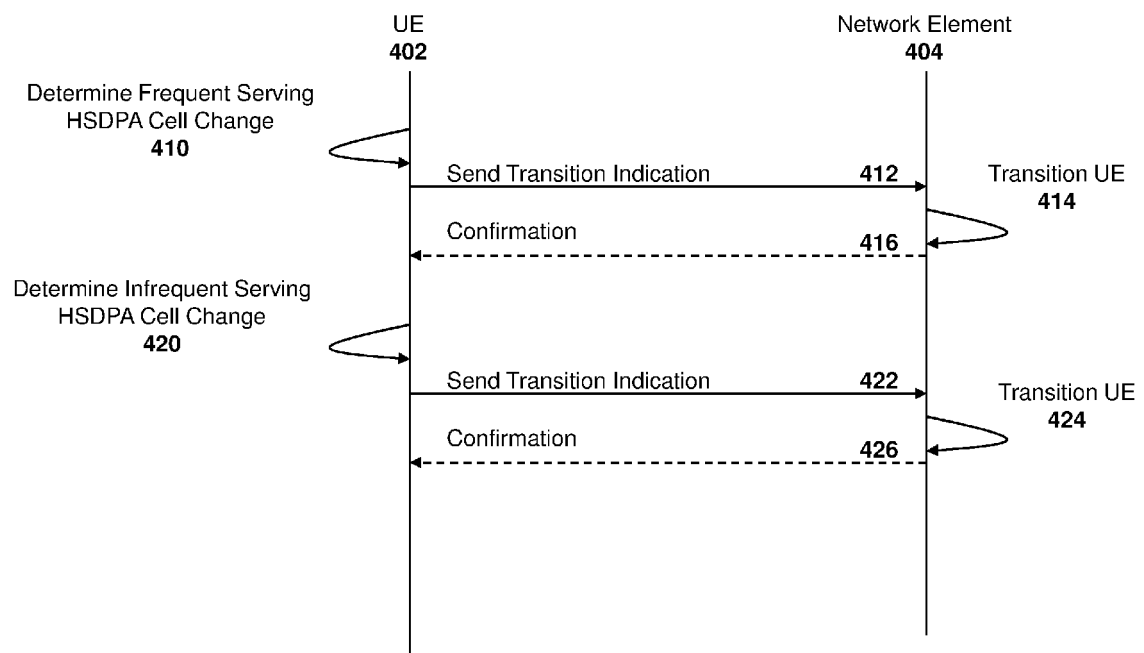 UE
402
Network Element
404
Determine Frequent Serving
HSDPA Cell Change
410
Send Transition Indication 412
Transition UE
414
Confirmation 416
Determine Infrequent Serving
HSDPA Cell Change
420
Send Transition Indication 422
Transition UE
424
Confirmation 426